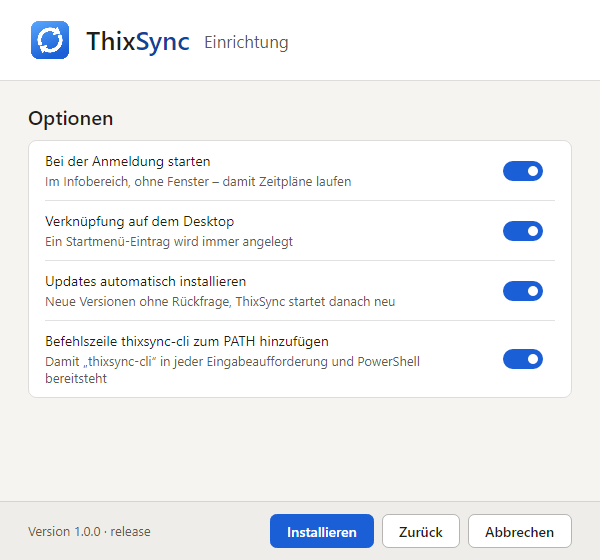 ThixSync Einrichtung
Optionen
Bei der Anmeldung starten
Im Infobereich, ohne Fenster – damit Zeitpläne laufen
Verknüpfung auf dem Desktop
Ein Startmenü-Eintrag wird immer angelegt
Updates automatisch installieren
Neue Versionen ohne Rückfrage, ThixSync startet danach neu
Befehlszeile thixsync-cli zum PATH hinzufügen
Damit „thixsync-cli“ in jeder Eingabeaufforderung und PowerShell
bereitsteht
Version 1.0.0 · release Installieren Zurück Abbrechen